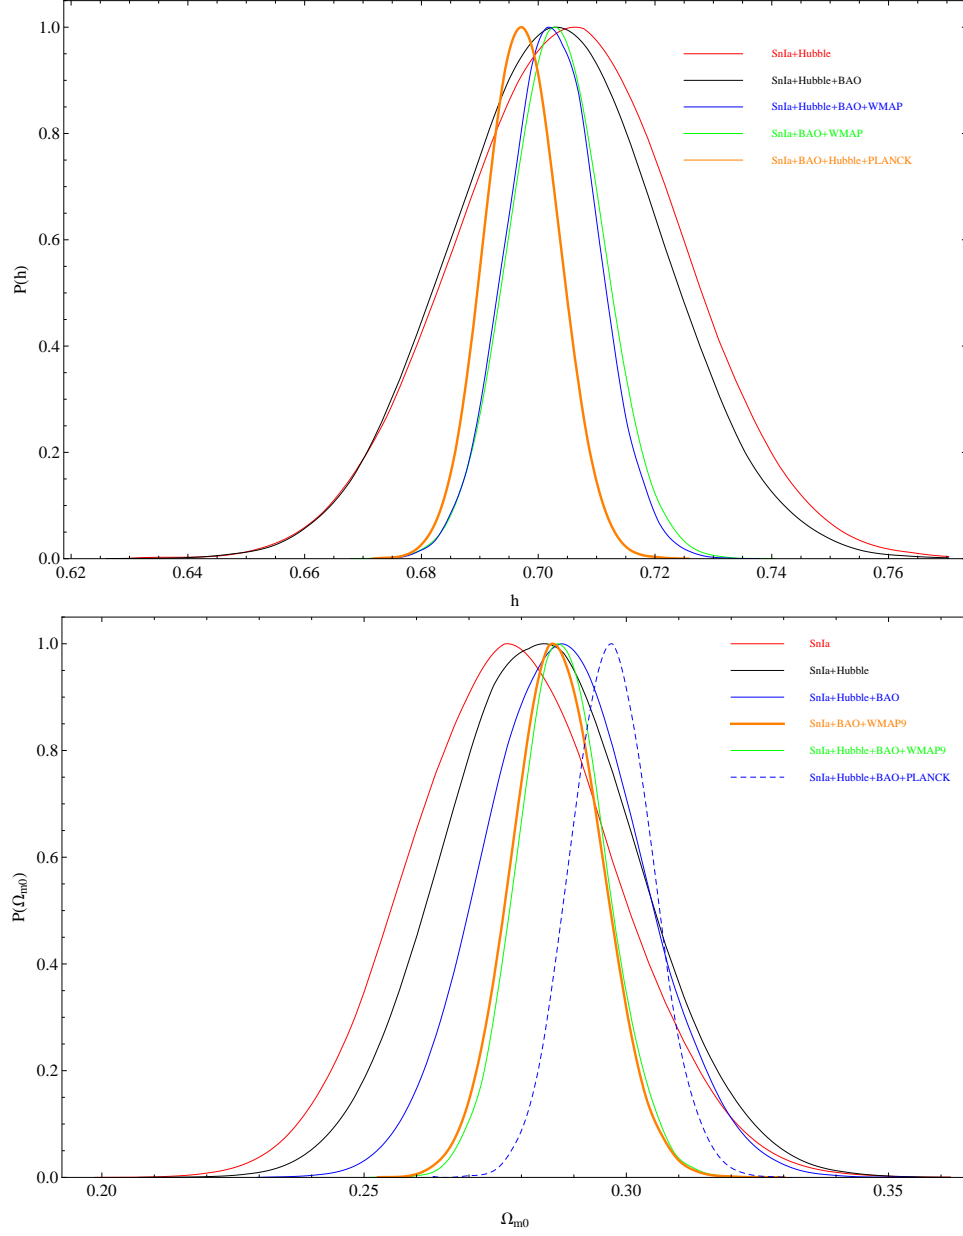 1.0
0.8
0.6
0.4
0.2
0.0
P(h)
0.62 0.64 0.66 0.68 0.70 0.72 0.74 0.76
h
SnIa+Hubble
SnIa+Hubble+BAO
SnIa+Hubble+BAO+WMAP
SnIa+BAO+WMAP
SnIa+BAO+Hubble+PLANCK
1.0
0.8
0.6
0.4
0.2
0.0
P(Ωm0)
0.20 0.25 0.30 0.35
Ωm0
SnIa
SnIa+Hubble
SnIa+Hubble+BAO
SnIa+BAO+WMAP9
SnIa+Hubble+BAO+WMAP9
SnIa+Hubble+BAO+PLANCK